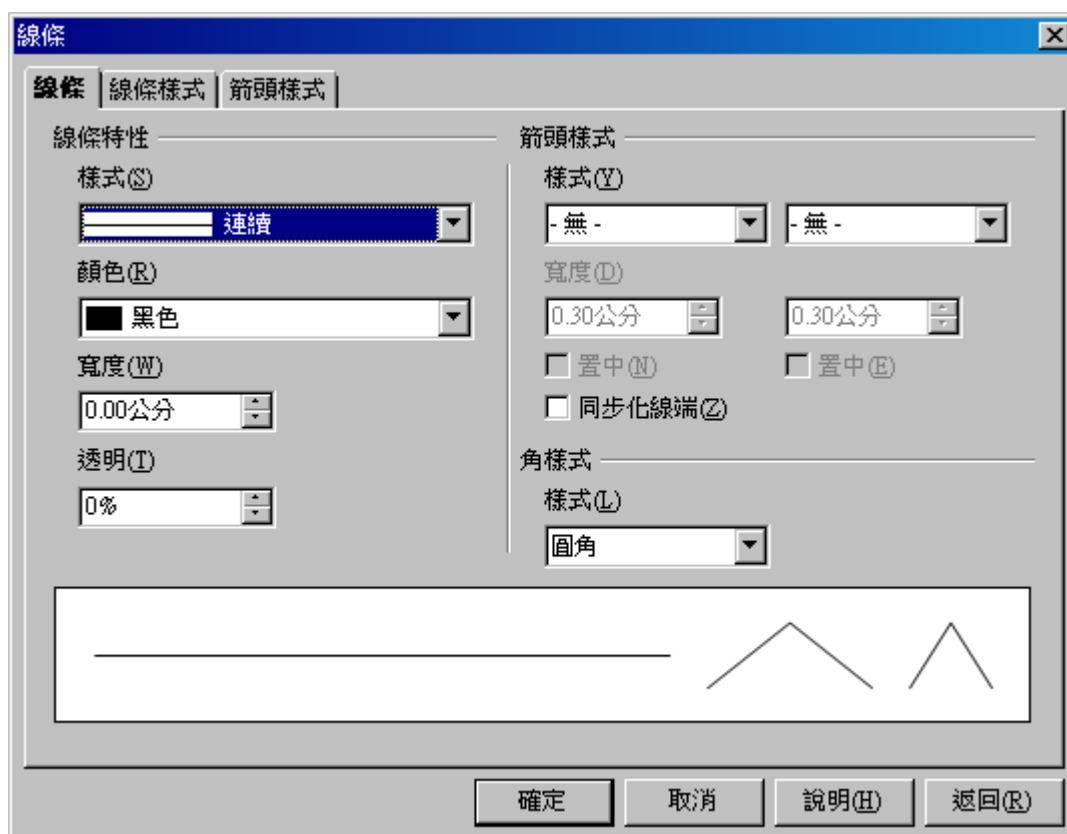 線條
線條 線條樣式 箭頭樣式
線條特性
樣式(S)
連續
顏色(R)
黑色
寬度(W)
0.00公分
透明(T)
0%
箭頭樣式
樣式(Y)
- 無 - - 無 -
寬度(D)
0.30公分 0.30公分
置中(N) 置中(E)
同步化線端(Z)
角樣式
樣式(L)
圓角
確定 取消 說明(H) 返回(R)